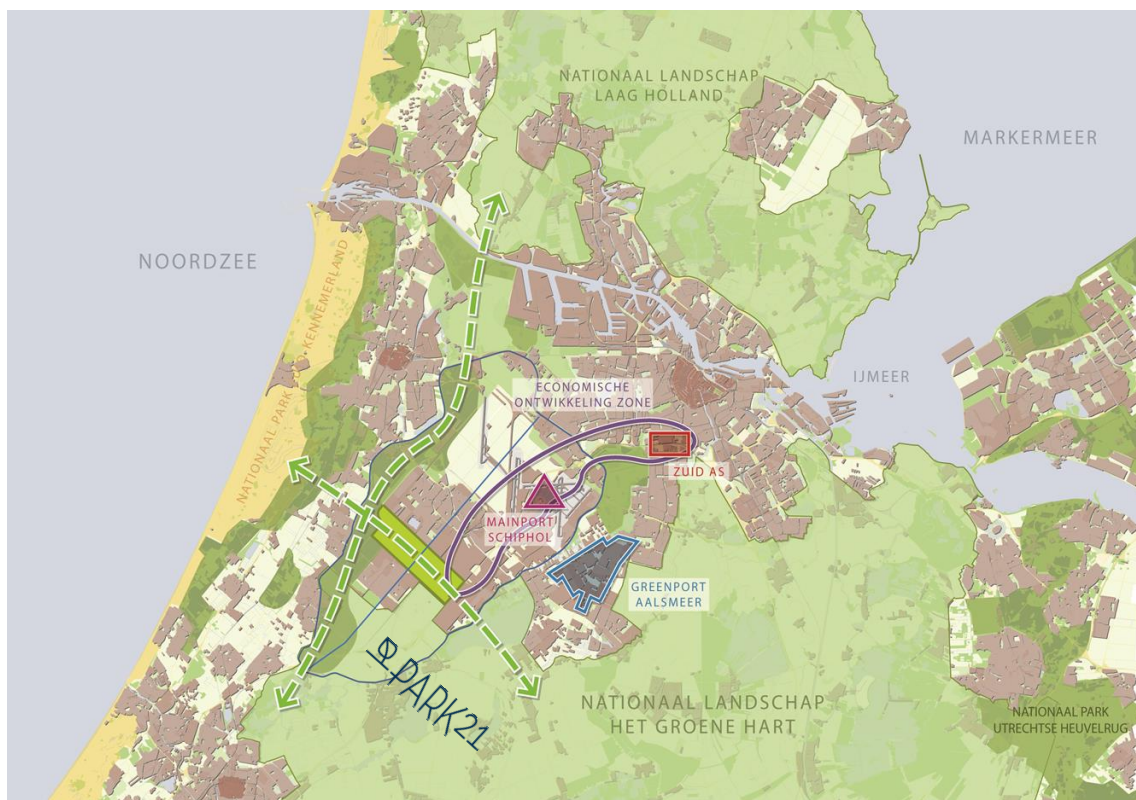 NATIONAAL LANDSCHAP
LAAG HOLLAND
MARKERMEER
NOORDZEE
NATIONAAL PARK KENNEMERLAND
IJMEER
ECONOMISCHE
ONTWIKKELING ZONE
ZUID AS
MAINPORT
SCHIPHOL
GREENPORT
AALSMEER
PARK21
NATIONAAL LANDSCHAP
HET GROENE HART
NATIONAAL PARK
UTRECHTSE HEUVELRUG